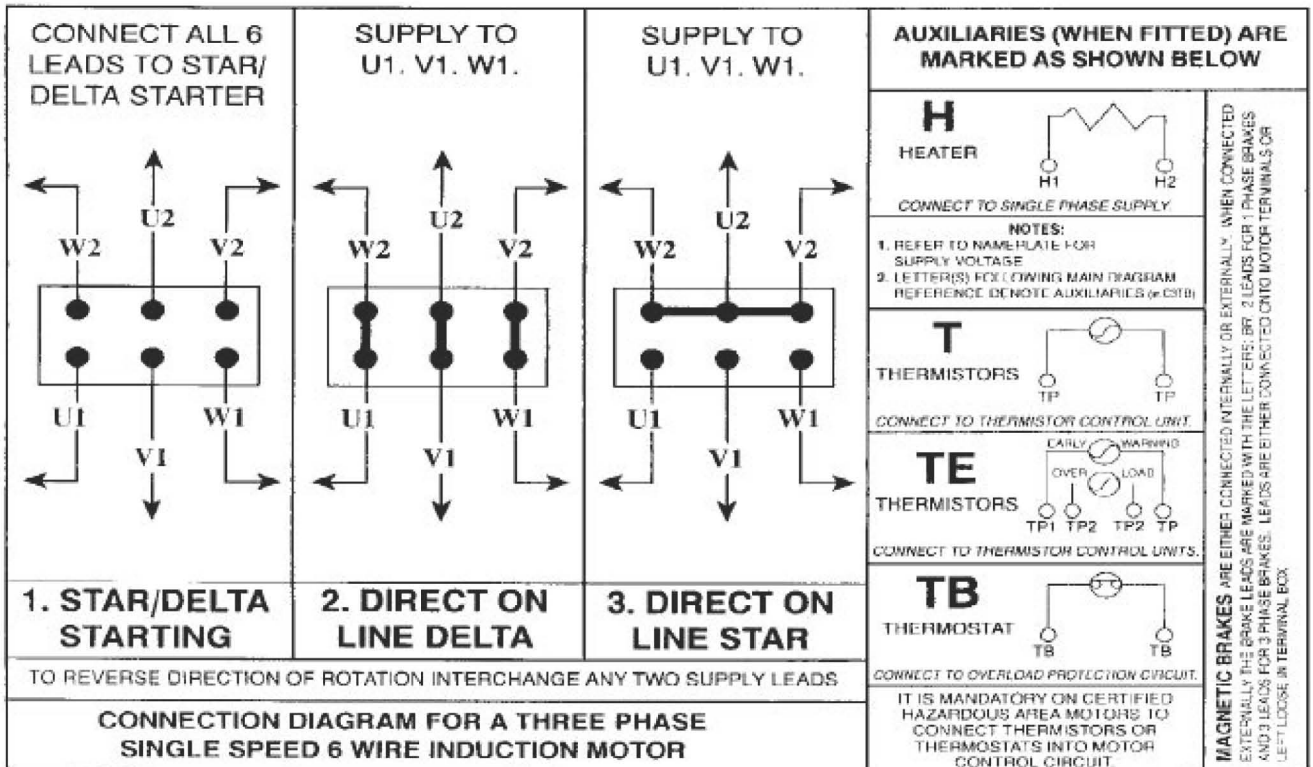 CONNECT ALL 6
LEADS TO STAR/
DELTA STARTER
W2
U2
V2
U1
V1
W1
1. STAR/DELTA
STARTING
SUPPLY TO
U1. V1. W1.
W2
U2
V2
U1
V1
W1
2. DIRECT ON
LINE DELTA
SUPPLY TO
U1. V1. W1.
W2
U2
V2
U1
V1
W1
3. DIRECT ON
LINE STAR
TO REVERSE DIRECTION OF ROTATION INTERCHANGE ANY TWO SUPPLY LEADS
CONNECTION DIAGRAM FOR A THREE PHASE
SINGLE SPEED 6 WIRE INDUCTION MOTOR
AUXILIARIES (WHEN FITTED) ARE
MARKED AS SHOWN BELOW
H
HEATER
H1
H2
CONNECT TO SINGLE PHASE SUPPLY.
NOTES:
1. REFER TO NAMEPLATE FOR
SUPPLY VOLTAGE
2. LETTER(S) FOLLOWING MAIN DIAGRAM
REFERENCE DENOTE AUXILIARIES
T
THERMISTORS
TP
TP
CONNECT TO THERMISTOR CONTROL UNIT.
TE
THERMISTORS
EARLY WARNING
OVER LOAD
TP1 TP2 TP2 TP
CONNECT TO THERMISTOR CONTROL UNITS.
TB
THERMOSTAT
TB
TB
CONNECT TO OVERLOAD PROTECTION CIRCUIT.
IT IS MANDATORY ON CERTIFIED
HAZARDOUS AREA MOTORS TO
CONNECT THERMISTORS OR
THERMOSTATS INTO MOTOR
CONTROL CIRCUIT.
MAGNETIC BRAKES ARE EITHER CONNECTED INTERNALLY OR EXTERNALLY. WHEN CONNECTED
EXTERNALLY THE BRAKE LEADS ARE MARKED WITH THE LETTERS: BR, 2 LEADS FOR 1 PHASE BRAKES
AND 3 LEADS FOR 3 PHASE BRAKES. LEADS ARE EITHER CONNECTED ONTO MOTOR TERMINALS OR
LEFT LOOSE IN TERMINAL BOX